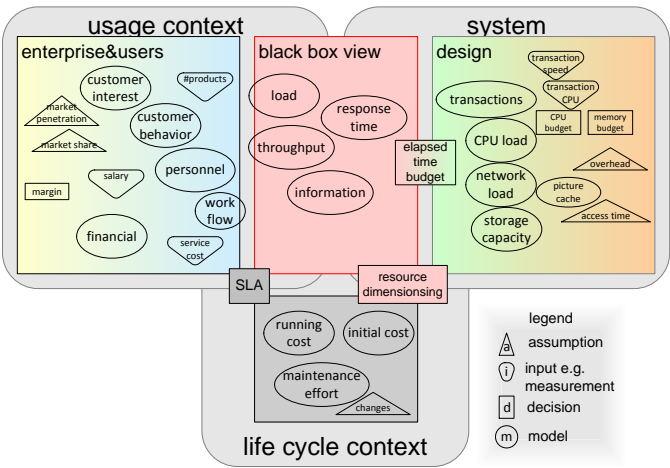 usage context
system
enterprise&users
customer
interest
#products
market
penetration
customer
behavior
market share
salary
personnel
margin
work
flow
financial
service
cost
black box view
load
response
time
throughput
information
elapsed
time
budget
design
transaction
speed
transactions
transaction
CPU
CPU
budget
memory
budget
CPU load
overhead
network
load
picture
cache
access time
storage
capacity
SLA
resource
dimensionsing
running
cost
initial cost
maintenance
effort
changes
life cycle context
legend
a assumption
i input e.g.
measurement
d decision
m model